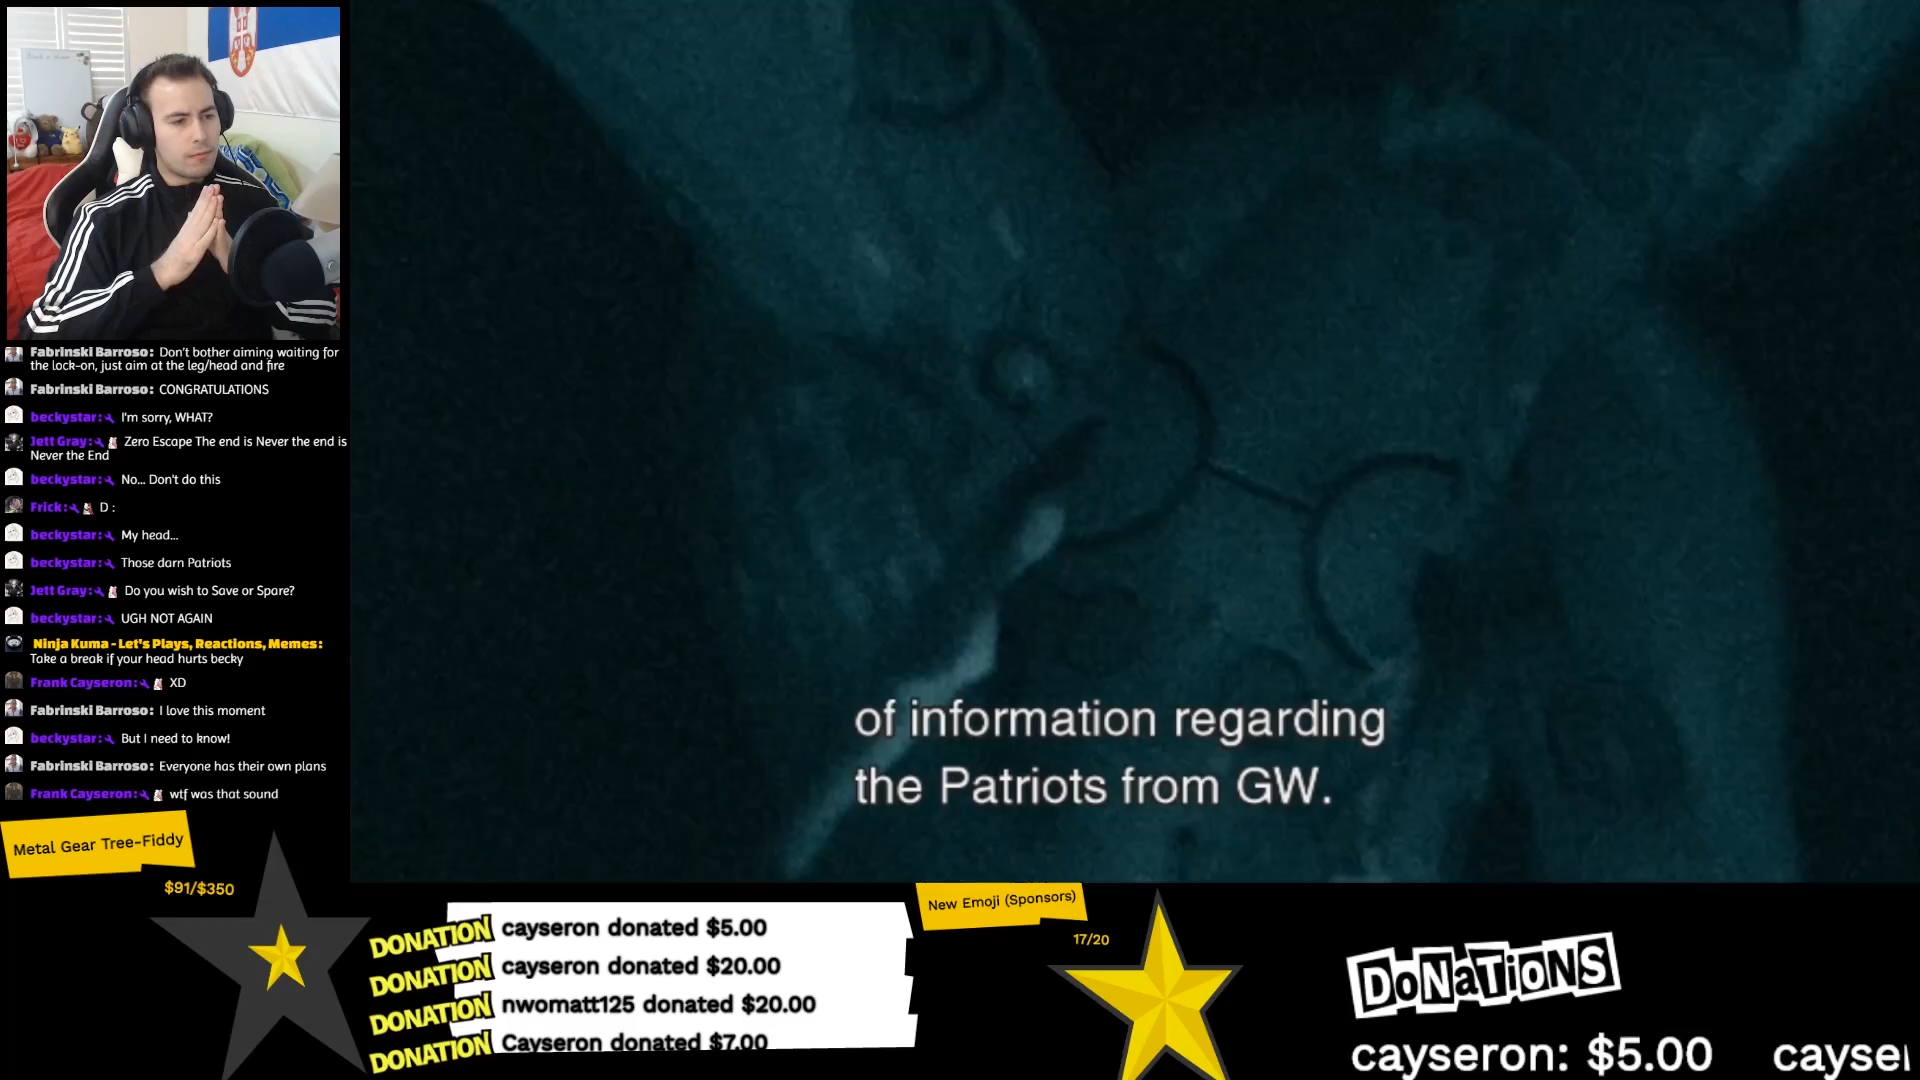 Fabrinski Barroso: Don't bother aiming waiting for
the lock-on, just aim at the leg/head and fire
Fabrinski Barroso: CONGRATULATIONS
beckystar: I'm sorry, WHAT?
Jett Gray: Zero Escape The end is Never the end is
Never the End
beckystar: No... Don't do this
Frick: D :
beckystar: My head...
beckystar: Those darn Patriots
Jett Gray: Do you wish to Save or Spare?
beckystar: UGH NOT AGAIN
Ninja Kuma - Let's Plays, Reactions, Memes:
Take a break if your head hurts becky
Frank Cayseron: XD
Fabrinski Barroso: I love this moment
beckystar: But I need to know!
Fabrinski Barroso: Everyone has their own plans
Frank Cayseron: wtf was that sound
of information regarding
the Patriots from GW.
Metal Gear Tree-Fiddy
$91/$350
DONATION cayseron donated $5.00
DONATION cayseron donated $20.00
DONATION nwomatt125 donated $20.00
DONATION Cayseron donated $7.00
New Emoji (Sponsors)
17/20
DoNaTiONS
cayseron: $5.00